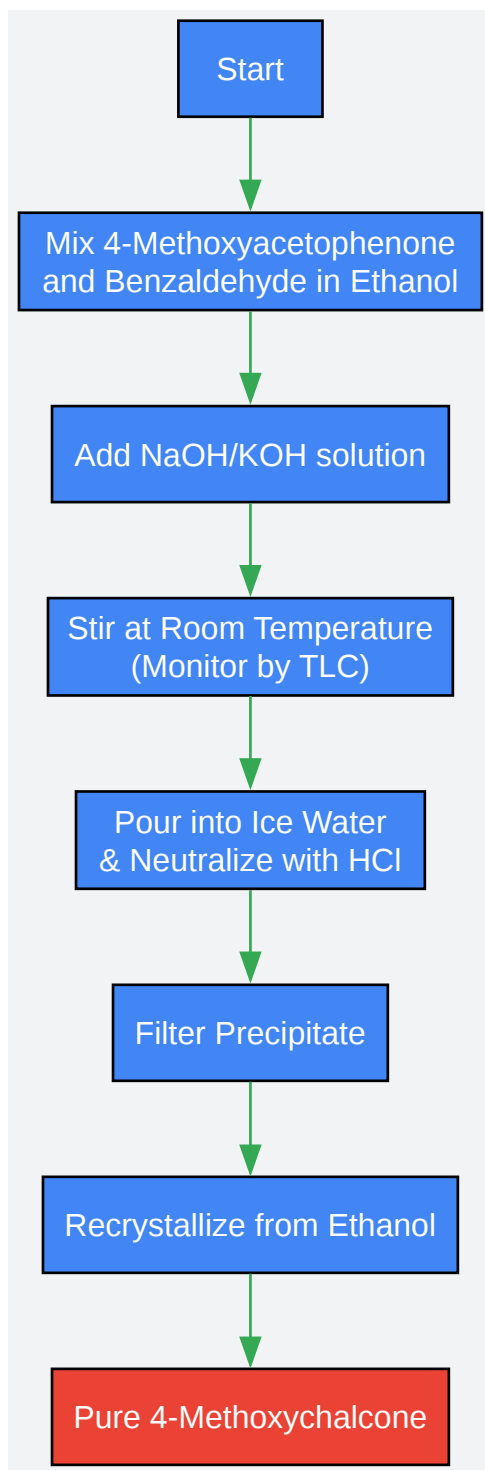 Start
Mix 4-Methoxyacetophenone
and Benzaldehyde in Ethanol
Add NaOH/KOH solution
Stir at Room Temperature
(Monitor by TLC)
Pour into Ice Water
& Neutralize with HCl
Filter Precipitate
Recrystallize from Ethanol
Pure 4-Methoxychalcone